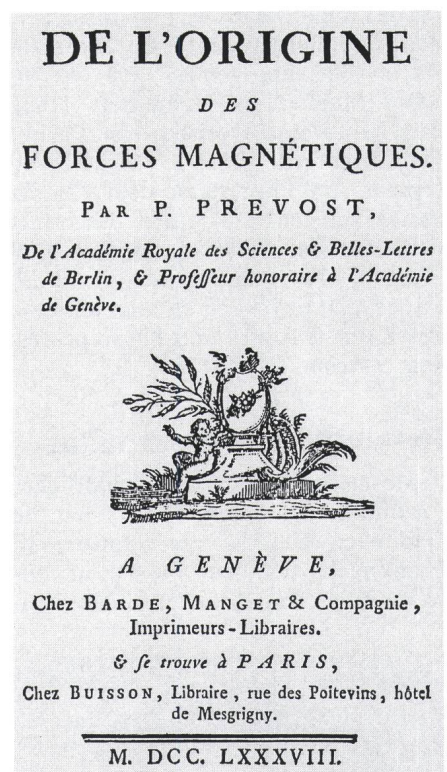 DE L'ORIGINE
DES
FORCES MAGNÉTIQUES.
PAR P. PREVOST,
De l'Académie Royale des Sciences & Belles-Lettres
de Berlin, & Profeſſeur honoraire à l'Académie
de Genève.
A GENÈVE,
Chez BARDE, MANGET & Compagnie,
Imprimeurs-Libraires.
& ſe trouve à PARIS,
Chez BUISSON, Libraire, rue des Poitevins, hôtel
de Mesgrigny.
M. DCC. LXXXVIII.